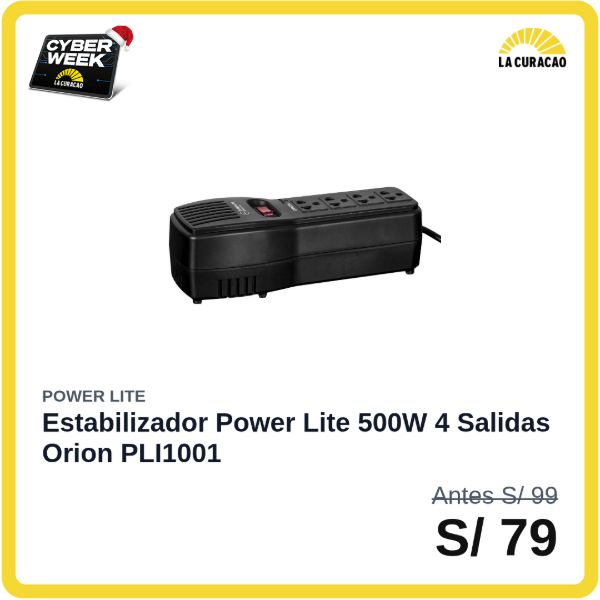 CYBER
WEEK
LA CURACAO
LA CURACAO
POWER LITE
Estabilizador Power Lite 500W 4 Salidas
Orion PLI1001
Antes S/ 99
S/ 79